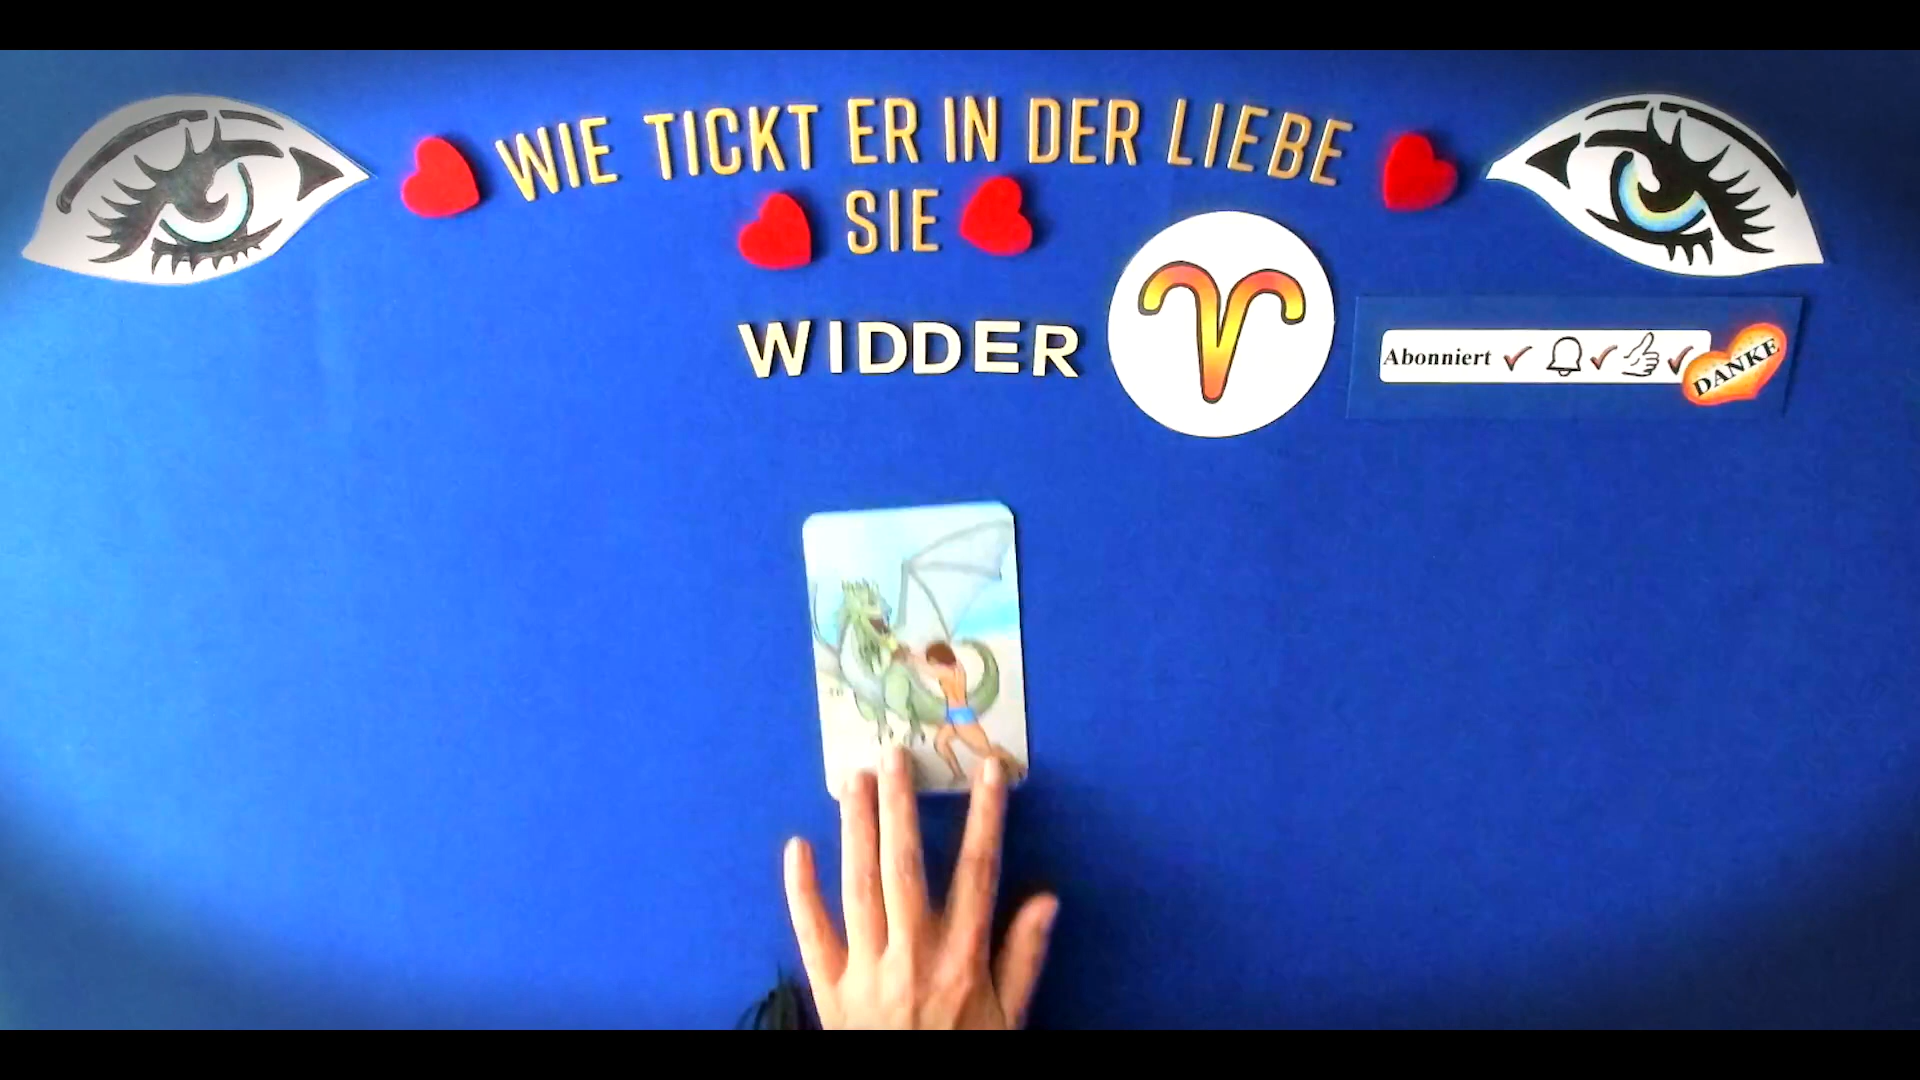 WIE TICKT ER IN DER LIEBE
SIE
WIDDER
Abonniert
DANKE